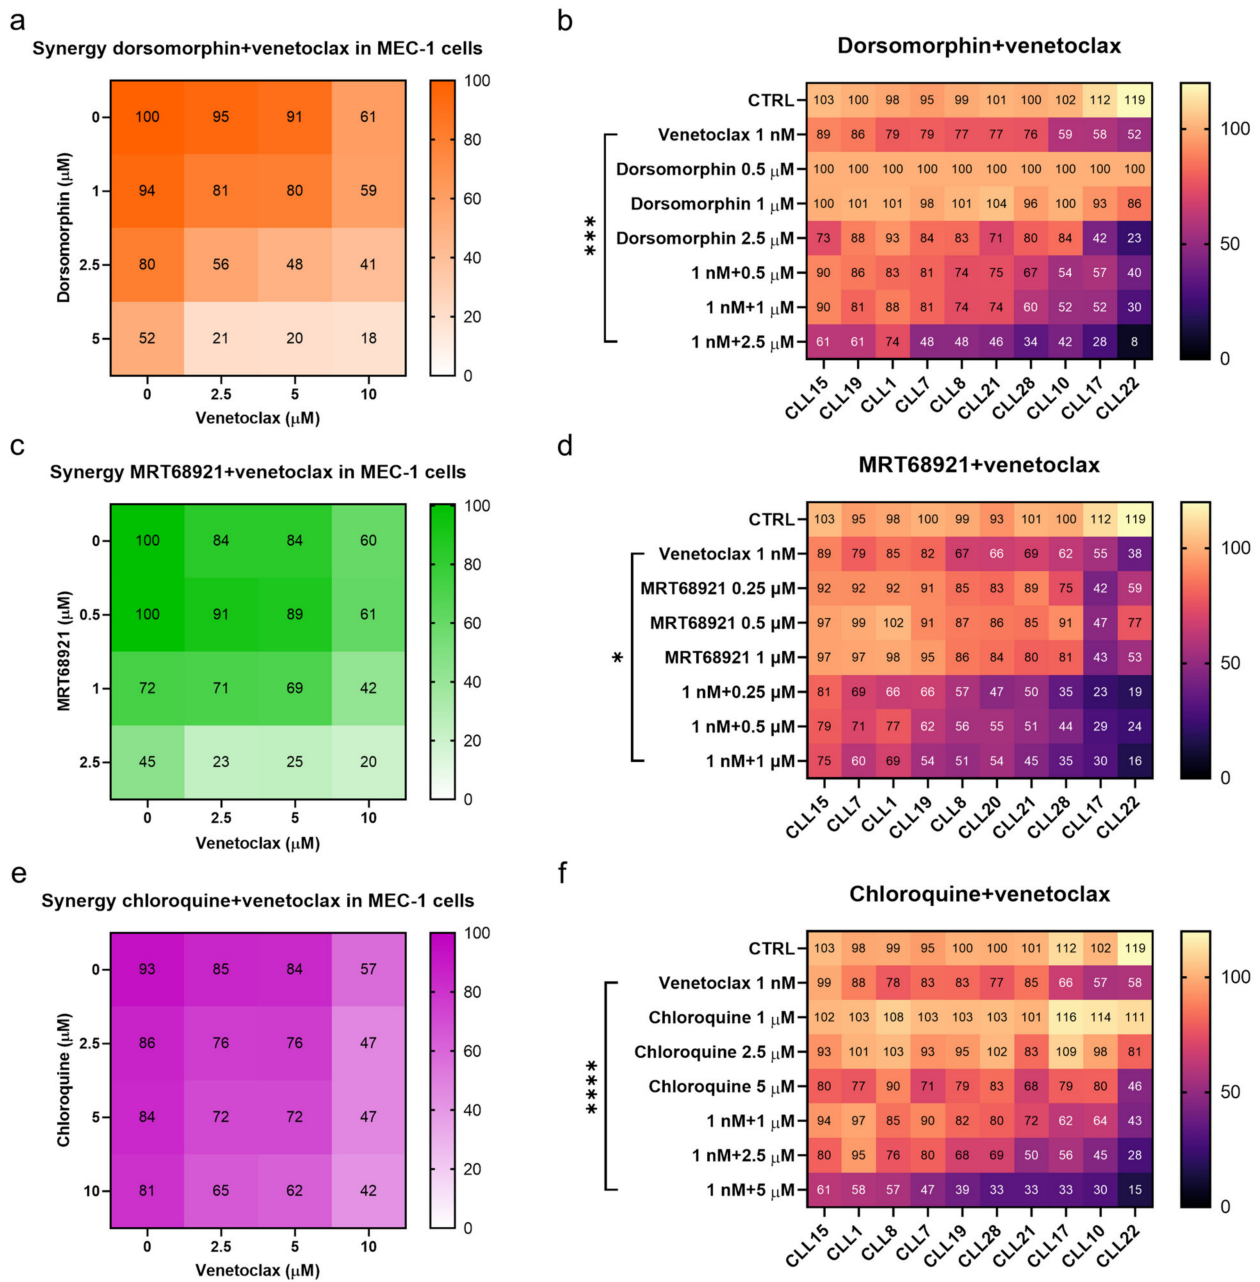 a
Synergy dorsomorphin+venetoclax in MEC-1 cells
Dorsomorphin (μM)
0 100 95 91 61
1 94 81 80 59
2.5 80 56 48 41
5 52 21 20 18
0 2.5 5 10
Venetoclax (μM)
100
80
60
40
20
0
b
Dorsomorphin+venetoclax
CTRL 103 100 98 95 99 101 100 102 112 119
Venetoclax 1 nM 89 86 79 79 77 77 76 59 58 52
Dorsomorphin 0.5 μM 100 100 100 100 100 100 100 100 100 100
Dorsomorphin 1 μM 100 101 101 98 101 104 96 100 93 86
Dorsomorphin 2.5 μM 73 88 93 84 83 71 80 84 42 23
1 nM+0.5 μM 90 86 83 81 74 75 67 54 57 40
1 nM+1 μM 90 81 88 81 74 74 60 52 52 30
1 nM+2.5 μM 61 61 74 48 48 46 34 42 28 8
***
CLL15 CLL19 CLL1 CLL7 CLL8 CLL21 CLL28 CLL10 CLL17 CLL22
100
50
0
c
Synergy MRT68921+venetoclax in MEC-1 cells
MRT68921 (μM)
0 100 84 84 60
0.5 100 91 89 61
1 72 71 69 42
2.5 45 23 25 20
0 2.5 5 10
Venetoclax (μM)
100
80
60
40
20
0
d
MRT68921+venetoclax
CTRL 103 95 98 100 99 93 101 100 112 119
Venetoclax 1 nM 89 79 85 82 67 66 69 62 55 38
MRT68921 0.25 μM 92 92 92 91 85 83 89 75 42 59
MRT68921 0.5 μM 97 99 102 91 87 86 85 91 47 77
MRT68921 1 μM 97 97 98 95 86 84 80 81 43 53
1 nM+0.25 μM 81 69 66 66 57 47 50 35 23 19
1 nM+0.5 μM 79 71 77 62 56 55 51 44 29 24
1 nM+1 μM 75 60 69 54 51 54 45 35 30 16
*
CLL15 CLL7 CLL1 CLL19 CLL8 CLL20 CLL21 CLL28 CLL17 CLL22
100
50
0
e
Synergy chloroquine+venetoclax in MEC-1 cells
Chloroquine (μM)
0 93 85 84 57
2.5 86 76 76 47
5 84 72 72 47
10 81 65 62 42
0 2.5 5 10
Venetoclax (μM)
100
80
60
40
20
0
f
Chloroquine+venetoclax
CTRL 103 98 99 95 100 100 101 112 102 119
Venetoclax 1 nM 99 88 78 83 83 77 85 66 57 58
Chloroquine 1 μM 102 103 108 103 103 103 101 116 114 111
Chloroquine 2.5 μM 93 101 103 93 95 102 83 109 98 81
Chloroquine 5 μM 80 77 90 71 79 83 68 79 80 46
1 nM+1 μM 94 97 85 90 82 80 72 62 64 43
1 nM+2.5 μM 80 95 76 80 68 69 50 56 45 28
1 nM+5 μM 61 58 57 47 39 33 33 33 30 15
****
CLL15 CLL1 CLL8 CLL7 CLL19 CLL28 CLL21 CLL17 CLL10 CLL22
100
50
0